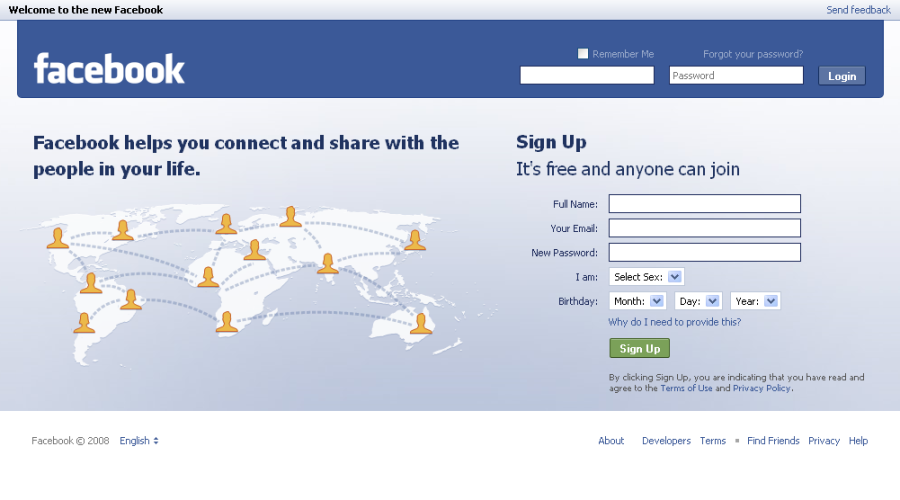 Welcome to the new Facebook
Send feedback
facebook
Remember Me
Forgot your password?
Password
Login
Facebook helps you connect and share with the
people in your life.
Sign Up
It's free and anyone can join
Full Name:
Your Email:
New Password:
I am: Select Sex:
Birthday: Month: Day: Year:
Why do I need to provide this?
Sign Up
By clicking Sign Up, you are indicating that you have read and
agree to the Terms of Use and Privacy Policy.
Facebook © 2008 English
About Developers Terms Find Friends Privacy Help